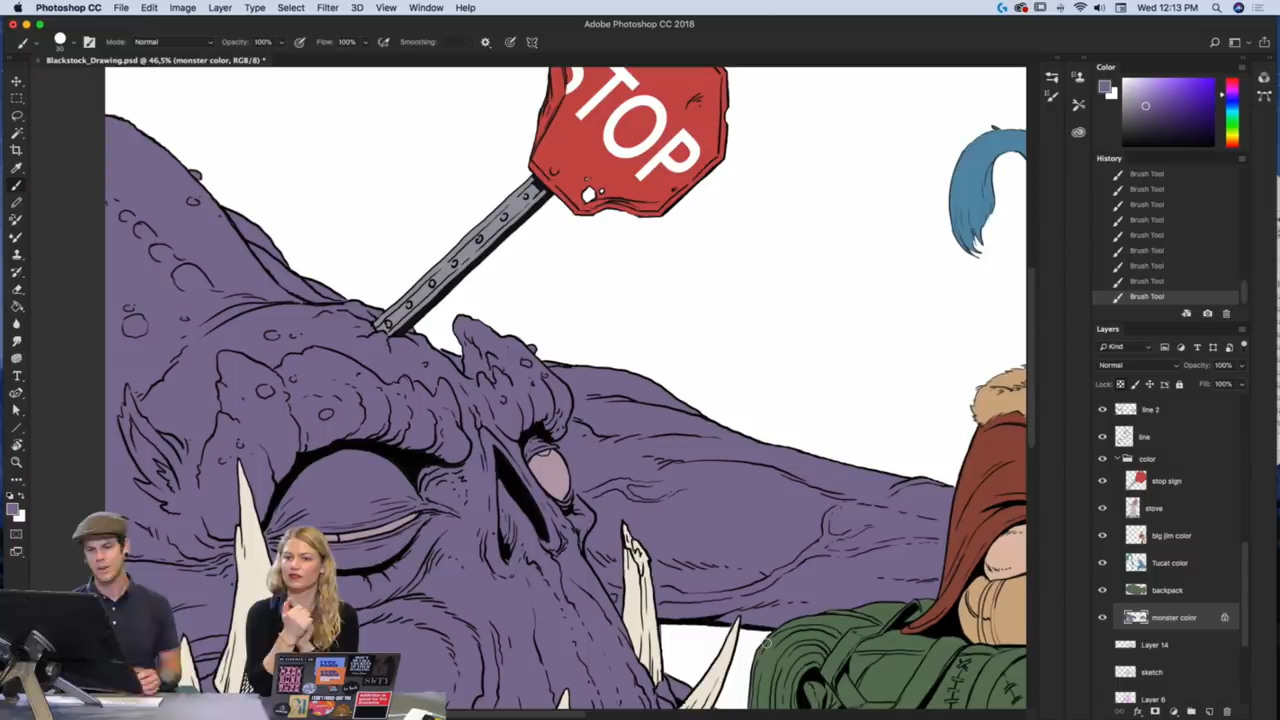 Photoshop CC File Edit Image Layer Type Select Filter 3D View Window Help Wed 12:13 PM
Adobe Photoshop CC 2018
30 Mode: Normal Opacity: 100% Flow: 100% Smoothing:
Blackstock_Drawing.psd @ 46,5% (monster color, RGB/8) *
Color
STOP
History
Brush Tool
Brush Tool
Brush Tool
Brush Tool
Brush Tool
Brush Tool
Brush Tool
Brush Tool
Brush Tool
Layers
Kind
Normal Opacity: 100%
Lock: Fill: 100%
line 2
line
color
stop sign
stove
big jim color
Tucat color
backpack
monster color
Layer 14
sketch
Layer 6